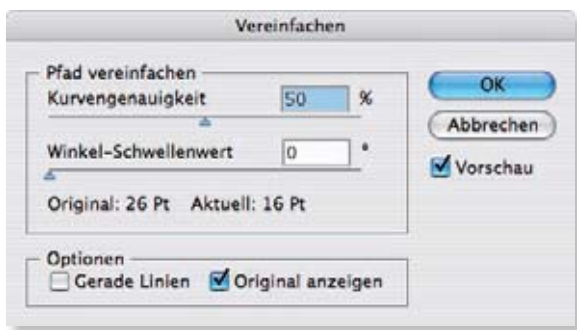 Vereinfachen
Pfad vereinfachen
Kurvengenauigkeit 50 %
Winkel-Schwellenwert 0 °
Original: 26 Pt Aktuell: 16 Pt
Optionen
Gerade Linien Original anzeigen
OK
Abbrechen
Vorschau